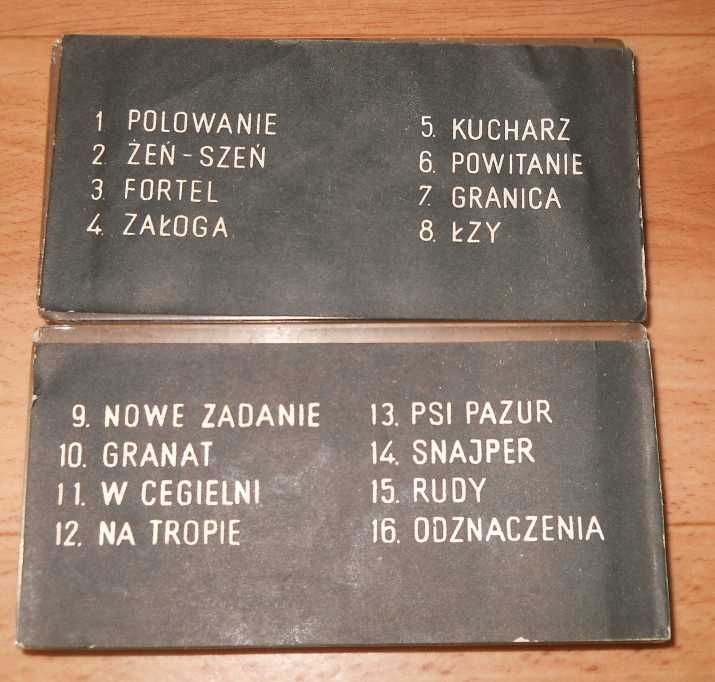 1 POLOWANIE
2 ŻEŃ-SZEŃ
3 FORTEL
4. ZAŁOGA
5. KUCHARZ
6. POWITANIE
7. GRANICA
8. ŁZY
9. NOWE ZADANIE
10. GRANAT
11. W CEGIELNI
12. NA TROPIE
13. PSI PAZUR
14. SNAJPER
15. RUDY
16. ODZNACZENIA